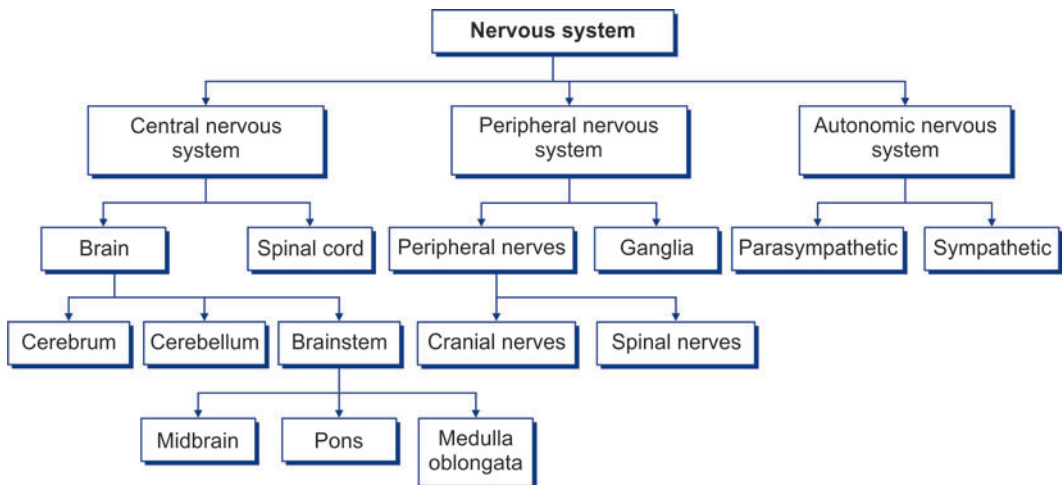 Nervous system
Central nervous
system
Peripheral nervous
system
Autonomic nervous
system
Brain
Spinal cord
Peripheral nerves
Ganglia
Parasympathetic
Sympathetic
Cerebrum
Cerebellum
Brainstem
Cranial nerves
Spinal nerves
Midbrain
Pons
Medulla
oblongata